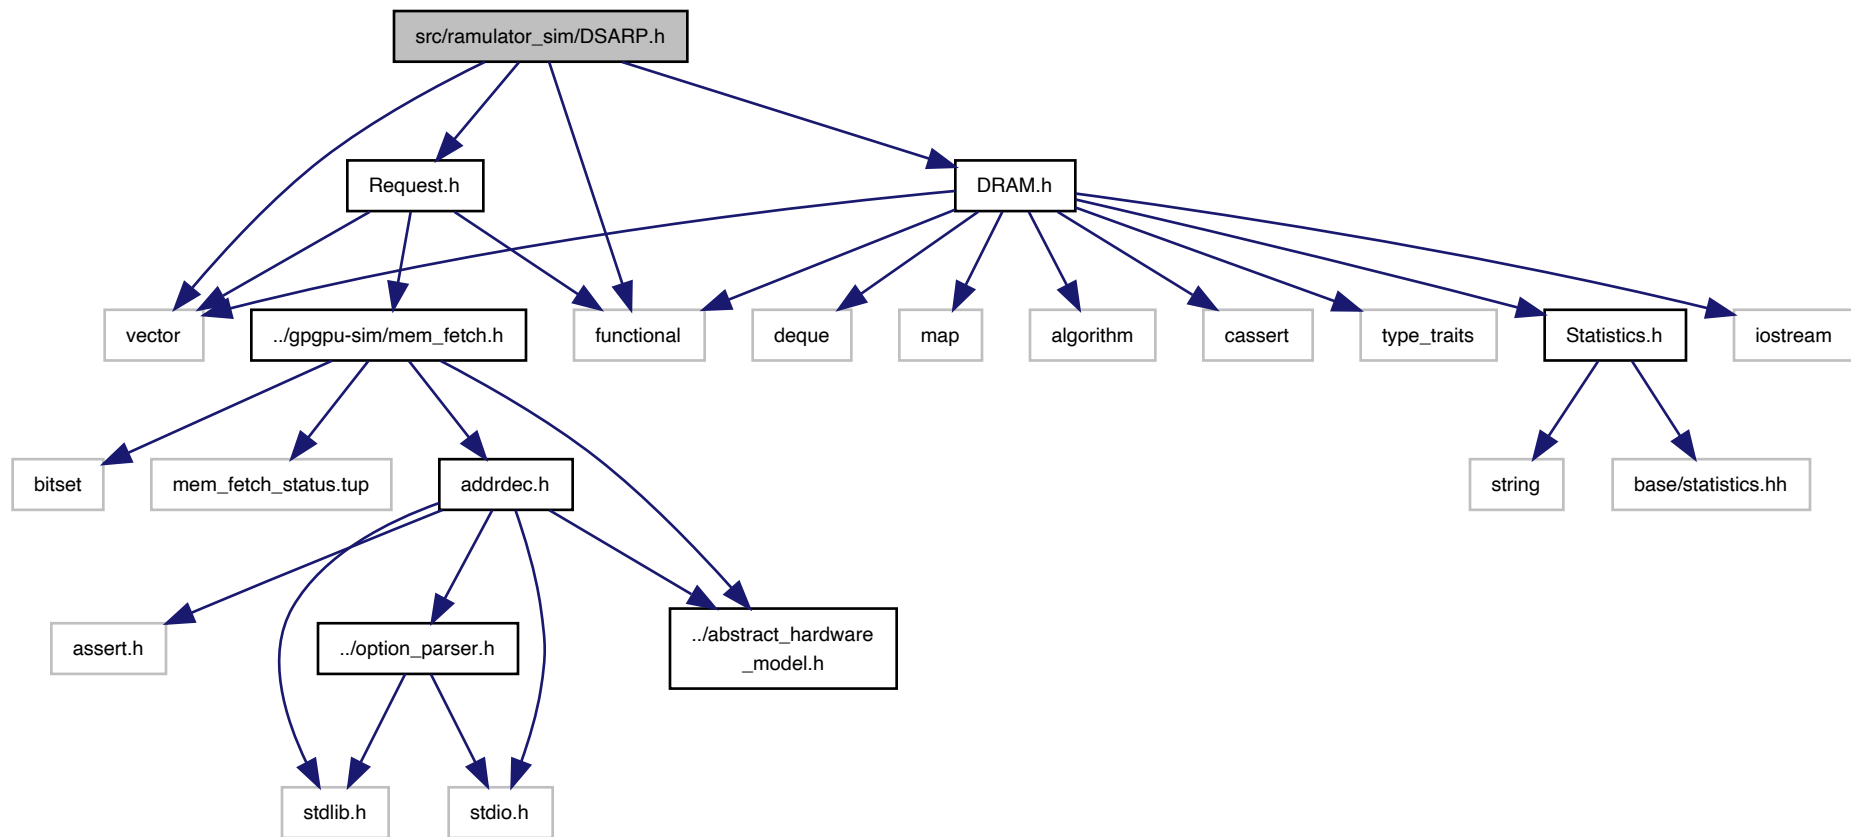 src/ramulator_sim/DSARP.h
Request.h
DRAM.h
vector
../gpgpu-sim/mem_fetch.h
functional
deque
map
algorithm
cassert
type_traits
Statistics.h
iostream
bitset
mem_fetch_status.tup
addrdec.h
string
base/statistics.hh
assert.h
../option_parser.h
../abstract_hardware
_model.h
stdlib.h
stdio.h